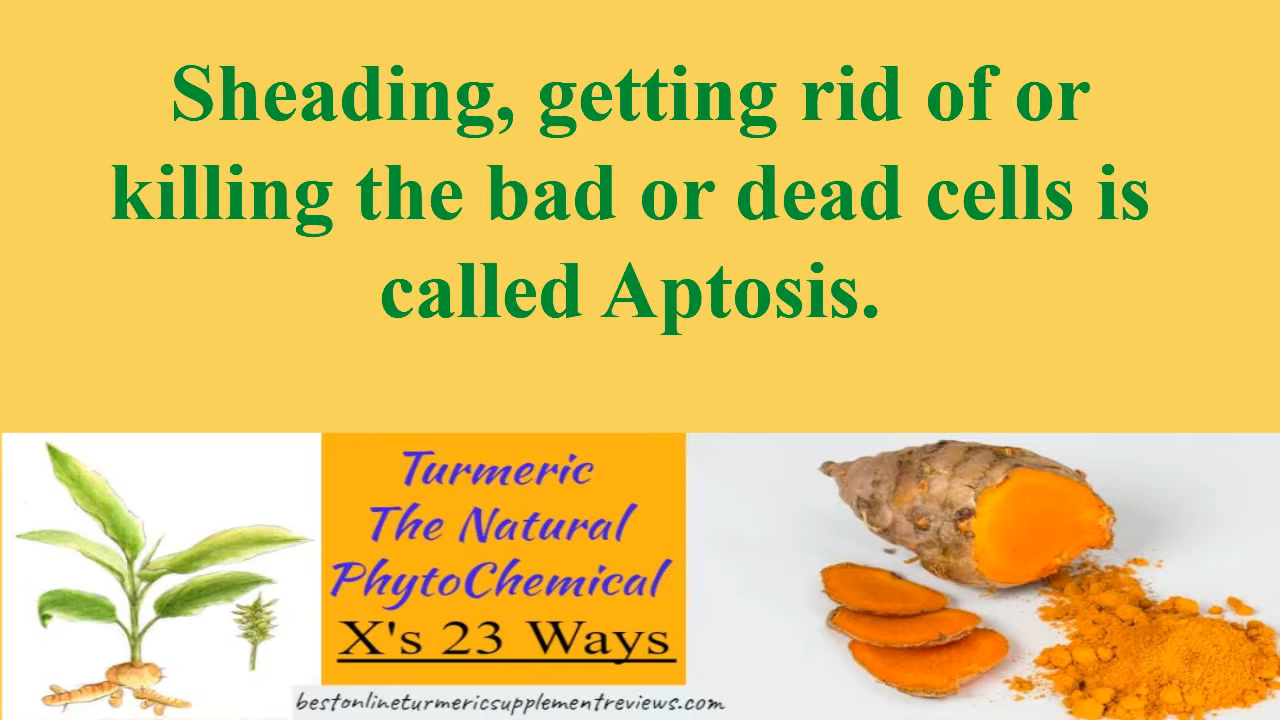 Sheading, getting rid of or
killing the bad or dead cells is
called Aptosis.
Turmeric
The Natural
PhytoChemical
X's 23 Ways
bestonlineturmericsupplementreviews.com